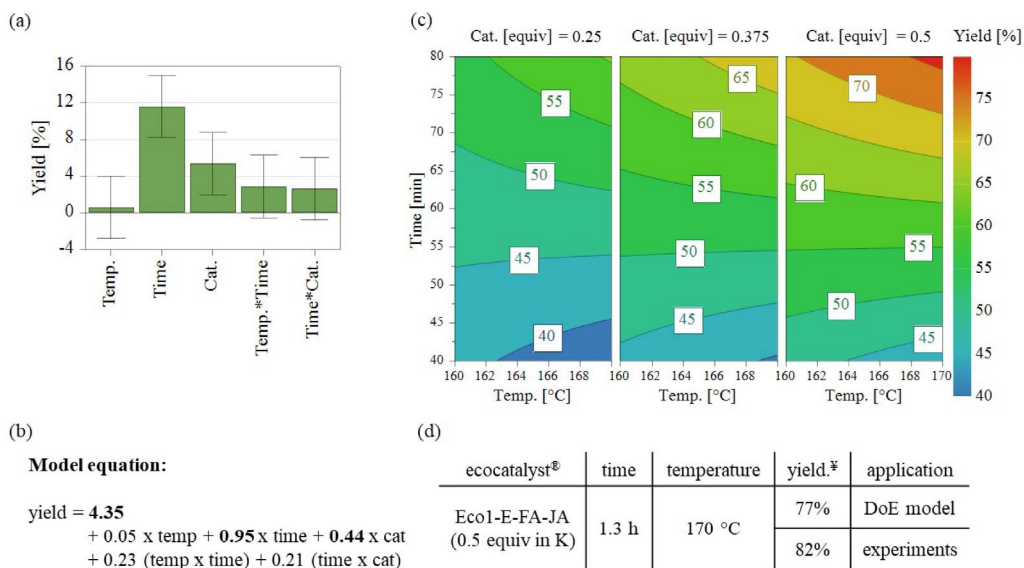 (a)
Yield [%]
16
12
8
4
0
-4
Temp.
Time
Cat.
Temp.*Time
Time*Cat.
(b)
Model equation:
yield = 4.35
+ 0.05 x temp + 0.95 x time + 0.44 x cat
+ 0.23 (temp x time) + 0.21 (time x cat)
(c)
Cat. [equiv] = 0.25
Cat. [equiv] = 0.375
Cat. [equiv] = 0.5
Yield [%]
Time [min]
80
75
70
65
60
55
50
45
40
55
50
45
40
65
60
55
50
45
70
60
55
50
45
160 162 164 166 168 160 162 164 166 168 160 162 164 166 168 170
Temp. [°C]
Temp. [°C]
Temp. [°C]
75
70
65
60
55
50
45
40
(d)
ecocatalyst® time temperature yield.¥ application
Eco1-E-FA-JA
(0.5 equiv in K)
1.3 h
170 °C
77% DoE model
82% experiments